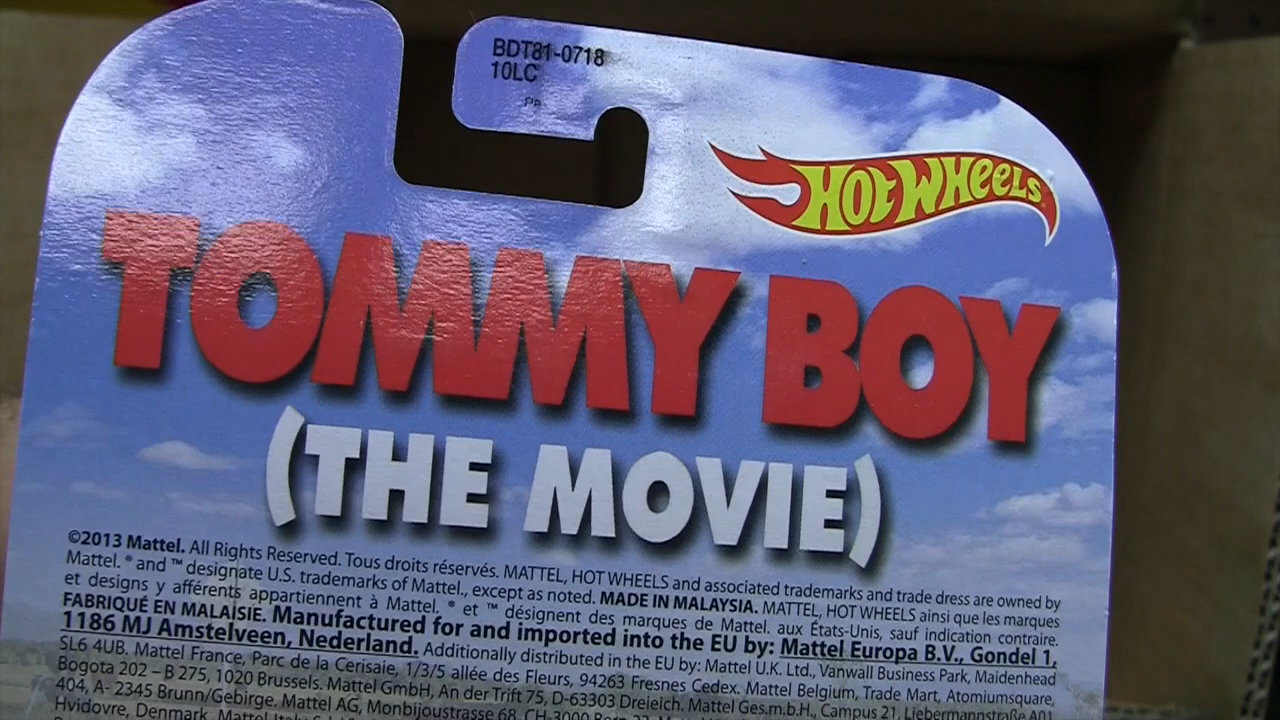 BDT81-0718
10LC
HOT WHEELS
TOMMY BOY
(THE MOVIE)
©2013 Mattel. All Rights Reserved. Tous droits réservés. MATTEL, HOT WHEELS and associated trademarks and trade dress are owned by
Mattel. ® and ™ designate U.S. trademarks of Mattel., except as noted. MADE IN MALAYSIA. MATTEL, HOT WHEELS ainsi que les marques
et designs y afférents appartiennent à Mattel. ® et ™ désignent des marques de Mattel. aux États-Unis, sauf indication contraire.
FABRIQUÉ EN MALAISIE. Manufactured for and imported into the EU by: Mattel Europa B.V., Gondel 1,
1186 MJ Amstelveen, Nederland. Additionally distributed in the EU by: Mattel U.K. Ltd., Vanwall Business Park, Maidenhead
SL6 4UB. Mattel France, Parc de la Cerisaie, 1/3/5 allée des Fleurs, 94263 Fresnes Cedex. Mattel Belgium, Trade Mart, Atomiumsquare,
Bogota 202 – B 275, 1020 Brussels. Mattel GmbH, An der Trift 75, D-63303 Dreieich. Mattel Ges.m.b.H., Campus 21, Liebermannstraße A01
404, A- 2345 Brunn/Gebirge. Mattel AG, Monbijoustrasse 68, CH-3000 Bern
Hvidovre, Denmark. Mattel